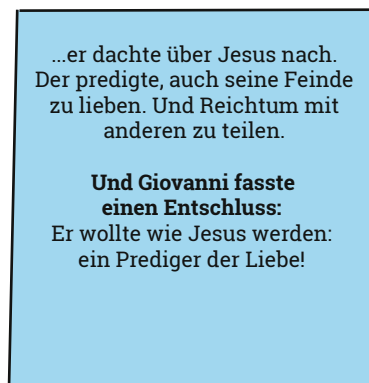 ...er dachte über Jesus nach.
Der predigte, auch seine Feinde
zu lieben. Und Reichtum mit
anderen zu teilen.
Und Giovanni fasste
einen Entschluss:
Er wollte wie Jesus werden:
ein Prediger der Liebe!